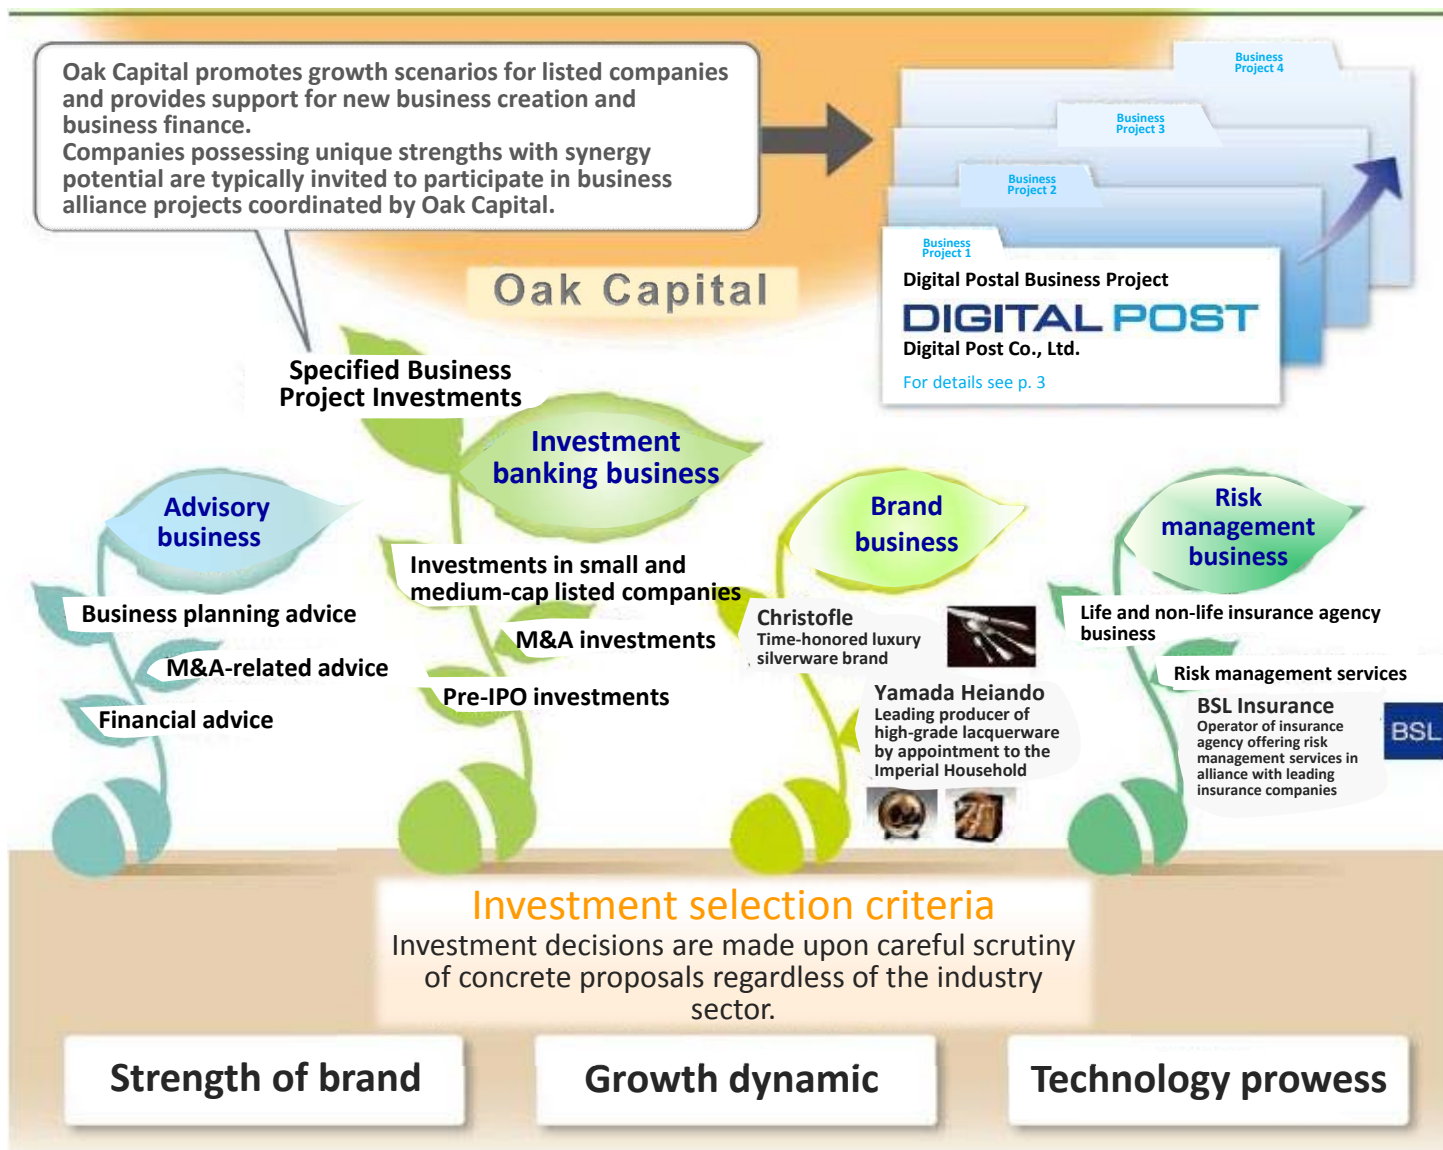 Oak Capital promotes growth scenarios for listed companies
and provides support for new business creation and
business finance.
Companies possessing unique strengths with synergy
potential are typically invited to participate in business
alliance projects coordinated by Oak Capital.
Business
Project 4
Business
Project 3
Business
Project 2
Business
Project 1
Digital Postal Business Project
DIGITAL POST
Digital Post Co., Ltd.
For details see p. 3
Oak Capital
Specified Business
Project Investments
Investment
banking business
Advisory
business
Brand
business
Risk
management
business
Business planning advice
M&A-related advice
Financial advice
Investments in small and
medium-cap listed companies
M&A investments
Pre-IPO investments
Christofle
Time-honored luxury
silverware brand
Yamada Heiando
Leading producer of
high-grade lacquerware
by appointment to the
Imperial Household
Life and non-life insurance agency
business
Risk management services
BSL Insurance
Operator of insurance
agency offering risk
management services in
alliance with leading
insurance companies
BSL
Investment selection criteria
Investment decisions are made upon careful scrutiny
of concrete proposals regardless of the industry
sector.
Strength of brand
Growth dynamic
Technology prowess